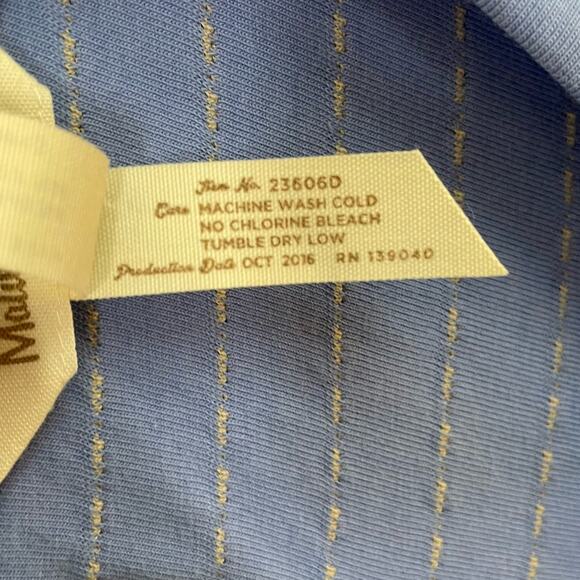 Item No. 23606D
Care MACHINE WASH COLD
NO CHLORINE BLEACH
TUMBLE DRY LOW
Production Date OCT 2016 RN 139040